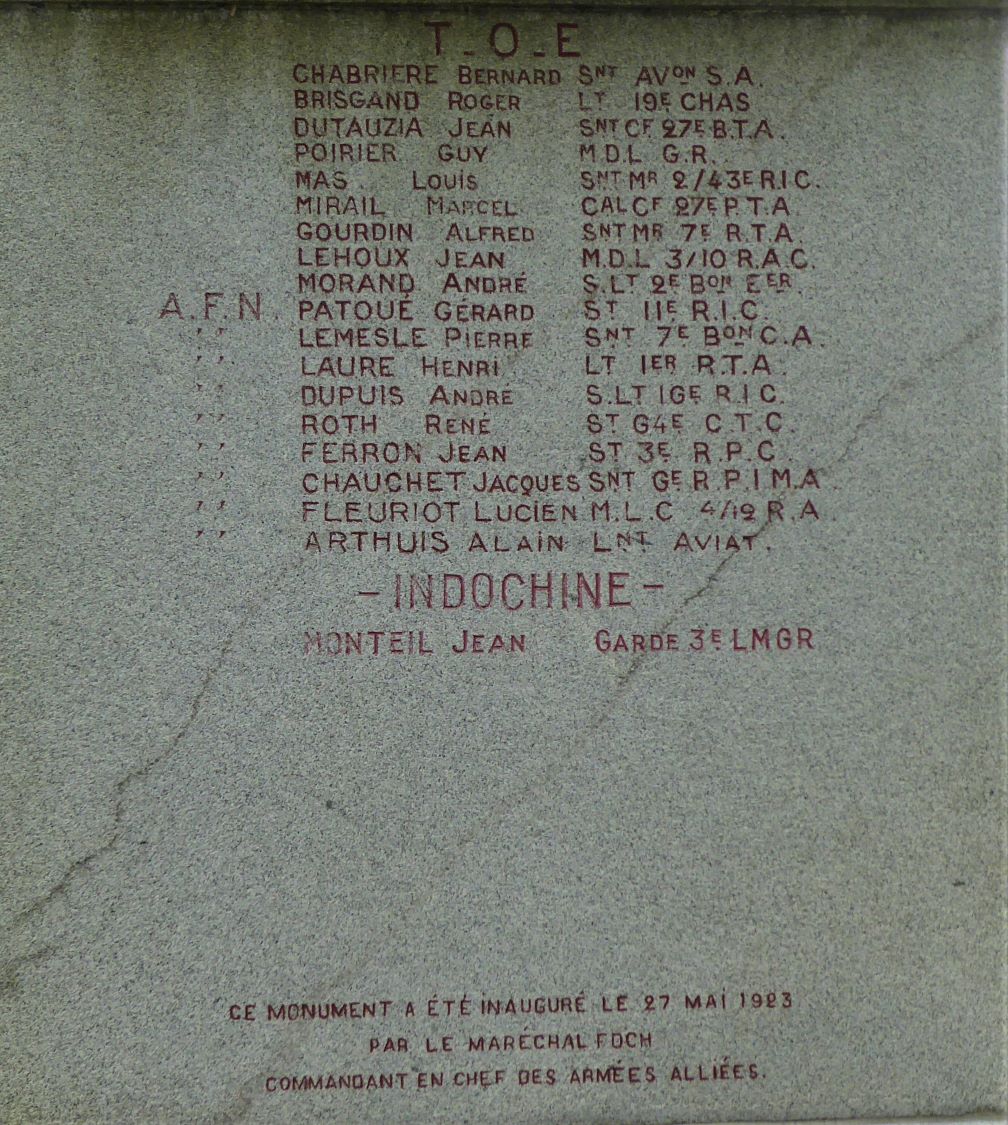 T_O_E
CHABRIERE BERNARD SNT AVON S.A.
BRISGAND ROGER LT 19E CHAS
DUTAUZIA JEAN SNT CF 27E B.T.A.
POIRIER GUY M.D.L G.R.
MAS LOUIS SNT MR 2/43E R.I.C.
MIRAIL MARCEL CAL CF 27E P.T.A
GOURDIN ALFRED SNT MR 7E R.T.A.
LEHOUX JEAN M.D.L 3/10 R.A.C.
MORAND ANDRÉ S.LT 2E BON EER.
A.F.N. PATOUÉ GÉRARD ST 11E R.I.C.
'' LEMESLE PIERRE SNT 7E BON C.A.
'' LAURE HENRI LT 1ER R.T.A.
'' DUPUIS ANDRÉ S.LT 16E R.I.C.
'' ROTH RENÉ ST 64E C.T.C.
'' FERRON JEAN ST 3E R.P.C.
'' CHAUCHET JACQUES SNT 6E R.P.I.M.A.
'' FLEURIOT LUCIEN M.L.C 4/12 R.A
'' ARTHUIS ALAIN LNT AVIAT.
- INDOCHINE -
MONTEIL JEAN GARDE 3E LMGR
CE MONUMENT A ÉTÉ INAUGURÉ LE 27 MAI 1923
PAR LE MARÉCHAL FOCH
COMMANDANT EN CHEF DES ARMÉES ALLIÉES.